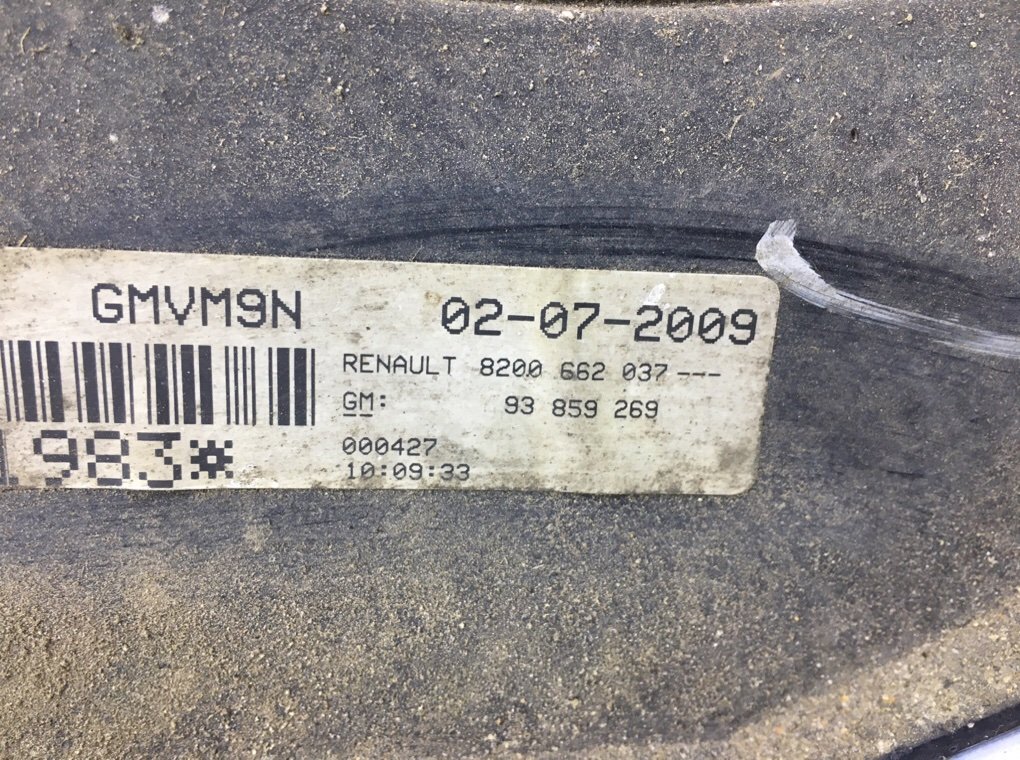 GMVM9N 02-07-2009
RENAULT 8200 662 037---
GM: 93 859 269
983*
000427
10:09:33